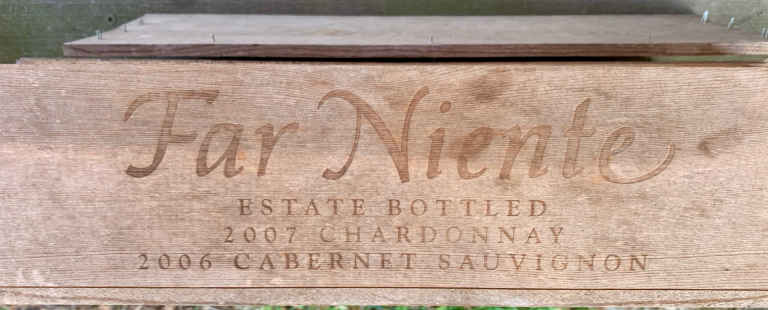 Far Niente
ESTATE BOTTLED
2007 CHARDONNAY
2006 CABERNET SAUVIGNON